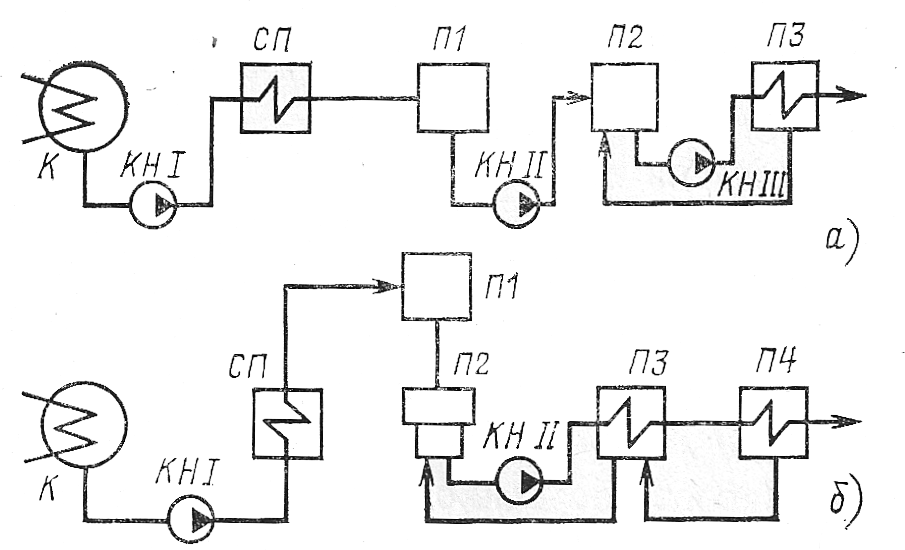 СП П1 П2 П3
К КН I КН II КН III
а)
П1
СП П2 П3 П4
К КН I КН II
б)